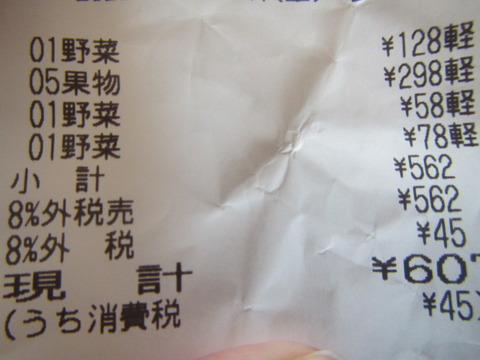 01野菜 ¥128軽
05果物 ¥298軽
01野菜 ¥58軽
01野菜 ¥78軽
小計 ¥562
8%外税売 ¥562
8%外 税 ¥45
現 計 ¥607
(うち消費税 ¥45)